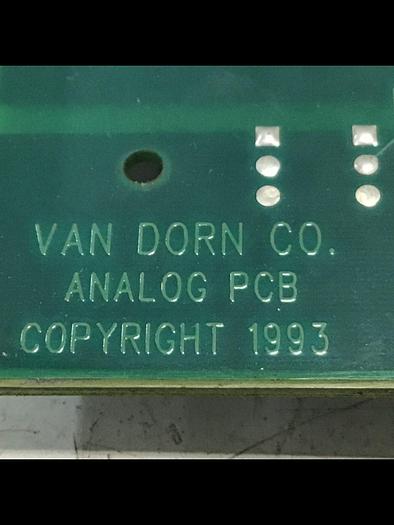 VAN DORN CO.
ANALOG PCB
COPYRIGHT 1993